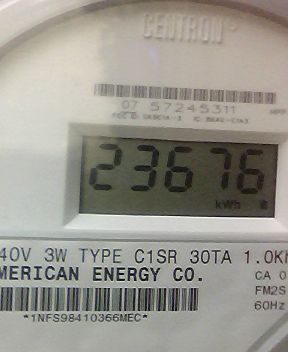 CENTRON
07 57245311
23676
kWh
40V 3W TYPE C1SR 30TA 1.0Kh
MERICAN ENERGY CO.
CA 0
FM2S
60Hz
*1NFS98410366MEC*